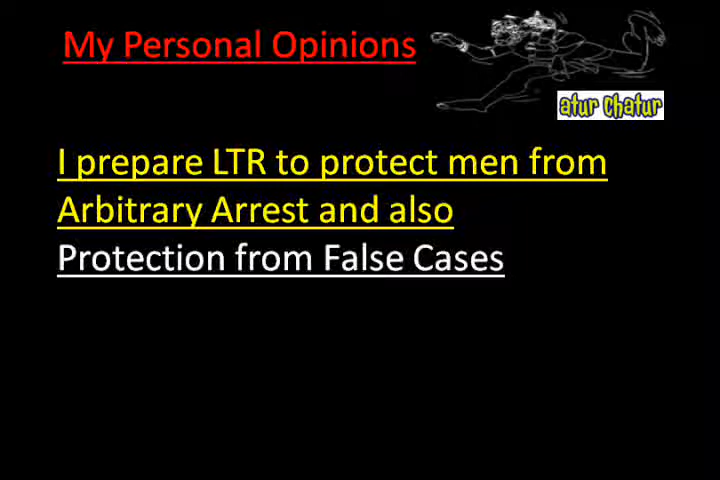 My Personal Opinions
atur chatur
I prepare LTR to protect men from
Arbitrary Arrest and also
Protection from False Cases